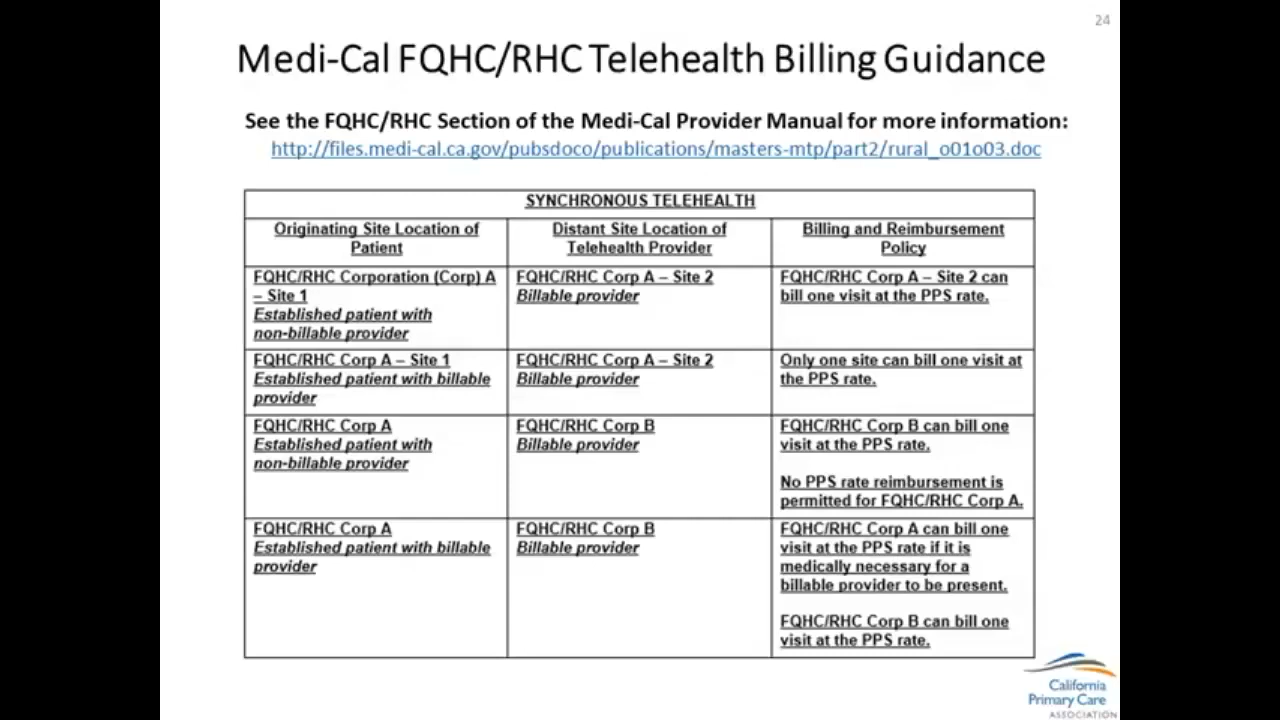 24
Medi-Cal FQHC/RHC Telehealth Billing Guidance
See the FQHC/RHC Section of the Medi-Cal Provider Manual for more information:
http://files.medi-cal.ca.gov/pubsdoco/publications/masters-mtp/part2/rural_o01o03.doc
SYNCHRONOUS TELEHEALTH
Originating Site Location of
Patient
Distant Site Location of
Telehealth Provider
Billing and Reimbursement
Policy
FQHC/RHC Corporation (Corp) A
– Site 1
Established patient with
non-billable provider
FQHC/RHC Corp A – Site 2
Billable provider
FQHC/RHC Corp A – Site 2 can
bill one visit at the PPS rate.
FQHC/RHC Corp A – Site 1
Established patient with billable
provider
FQHC/RHC Corp A – Site 2
Billable provider
Only one site can bill one visit at
the PPS rate.
FQHC/RHC Corp A
Established patient with
non-billable provider
FQHC/RHC Corp B
Billable provider
FQHC/RHC Corp B can bill one
visit at the PPS rate.
No PPS rate reimbursement is
permitted for FQHC/RHC Corp A.
FQHC/RHC Corp A
Established patient with billable
provider
FQHC/RHC Corp B
Billable provider
FQHC/RHC Corp A can bill one
visit at the PPS rate if it is
medically necessary for a
billable provider to be present.
FQHC/RHC Corp B can bill one
visit at the PPS rate.
California
Primary Care
ASSOCIATION